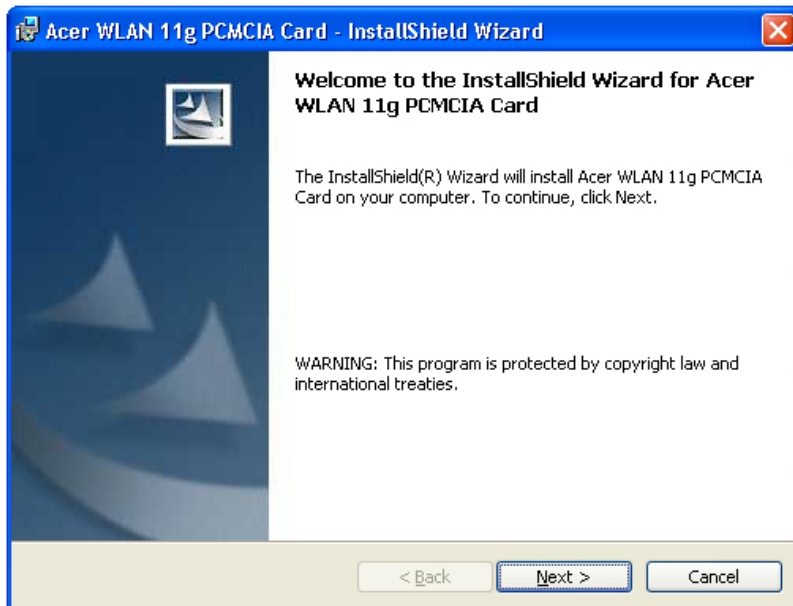 Acer WLAN 11g PCMCIA Card - InstallShield Wizard
Welcome to the InstallShield Wizard for Acer
WLAN 11g PCMCIA Card
The InstallShield(R) Wizard will install Acer WLAN 11g PCMCIA
Card on your computer. To continue, click Next.
WARNING: This program is protected by copyright law and
international treaties.
< Back
Next >
Cancel